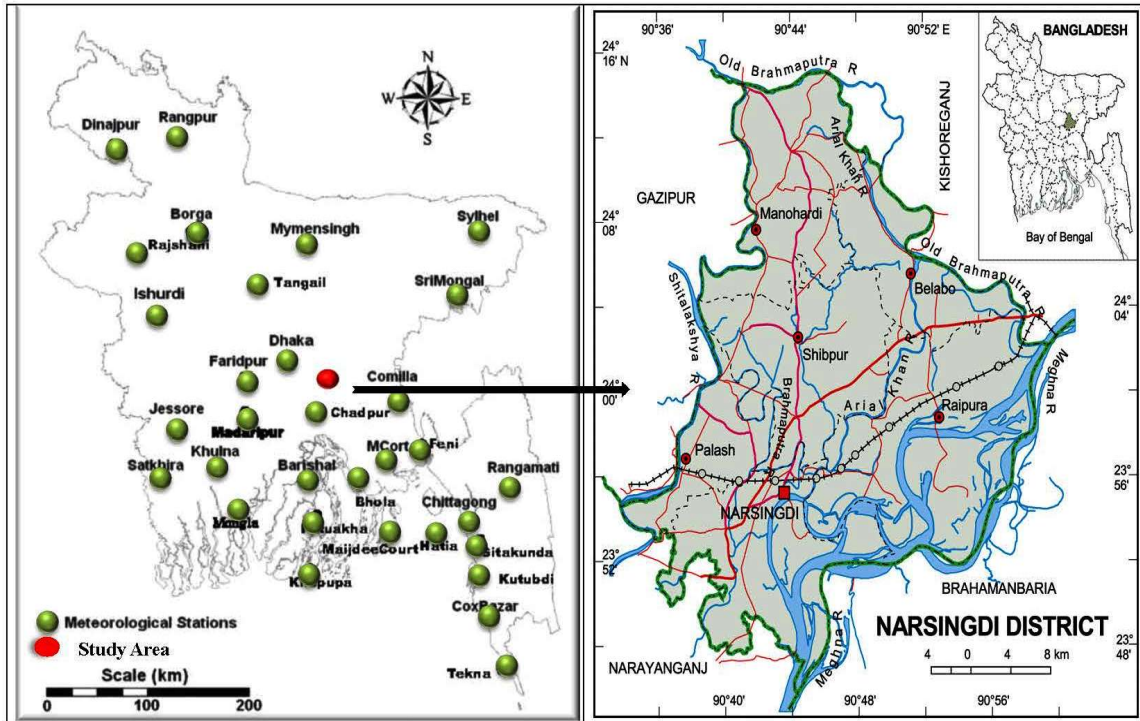 N
W
E
S
Dinajpur
Rangpur
Borga
Rajshahi
Mymensingh
Sylhel
Tangail
SriMongal
Ishurdi
Dhaka
Faridpur
Comilla
Jessore
Chadpur
Madaripur
Khulna
MCort
Feni
Satkhira
Barishal
Rangamati
Bhola
Chittagong
Mongla
MaijdeeCourt
Hatia
Sitakunda
Kutubdi
CoxBazar
Tekna
Meteorological Stations
Study Area
Scale (km)
0 100 200
90°36'
90°44'
90°52' E
24°
16' N
24°
08'
24°
04'
24°
00'
23°
56'
23°
52'
23°
48'
90°40'
90°48'
90°56'
BANGLADESH
Bay of Bengal
Old Brahmaputra R
Arial Khan R
KISHOREGANJ
GAZIPUR
Manohardi
Old Brahmaputra R
Belabo
Shitalakshya R
Shibpur
Meghna R
Brahmaputra R
Arial Khan R
Raipura
Palash
NARSINGDI
BRAHAMANBARIA
NARSINGDI DISTRICT
4 0 4 8 km
NARAYANGANJ
Meghna R